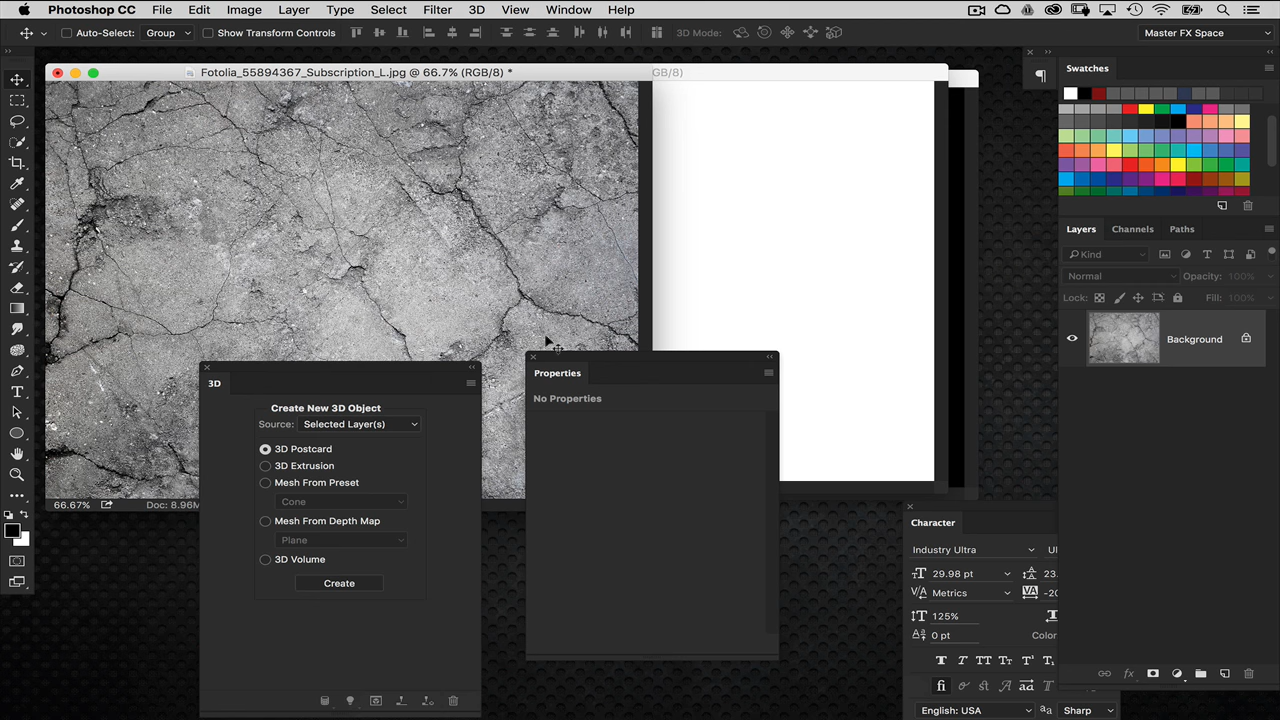 Photoshop CC File Edit Image Layer Type Select Filter 3D View Window Help
Auto-Select: Group Show Transform Controls 3D Mode: Master FX Space
Fotolia_55894367_Subscription_L.jpg @ 66.7% (RGB/8) *
GB/8)
Swatches
Layers Channels Paths
Kind
Normal Opacity: 100%
Lock: Fill: 100%
Background
3D
Create New 3D Object
Source: Selected Layer(s)
3D Postcard
3D Extrusion
Mesh From Preset
Cone
Mesh From Depth Map
Plane
3D Volume
Create
66.67% Doc: 8.96M
Properties
No Properties
Character
Industry Ultra Ul
29.98 pt 23.
Metrics -20
125%
0 pt Color
English: USA Sharp